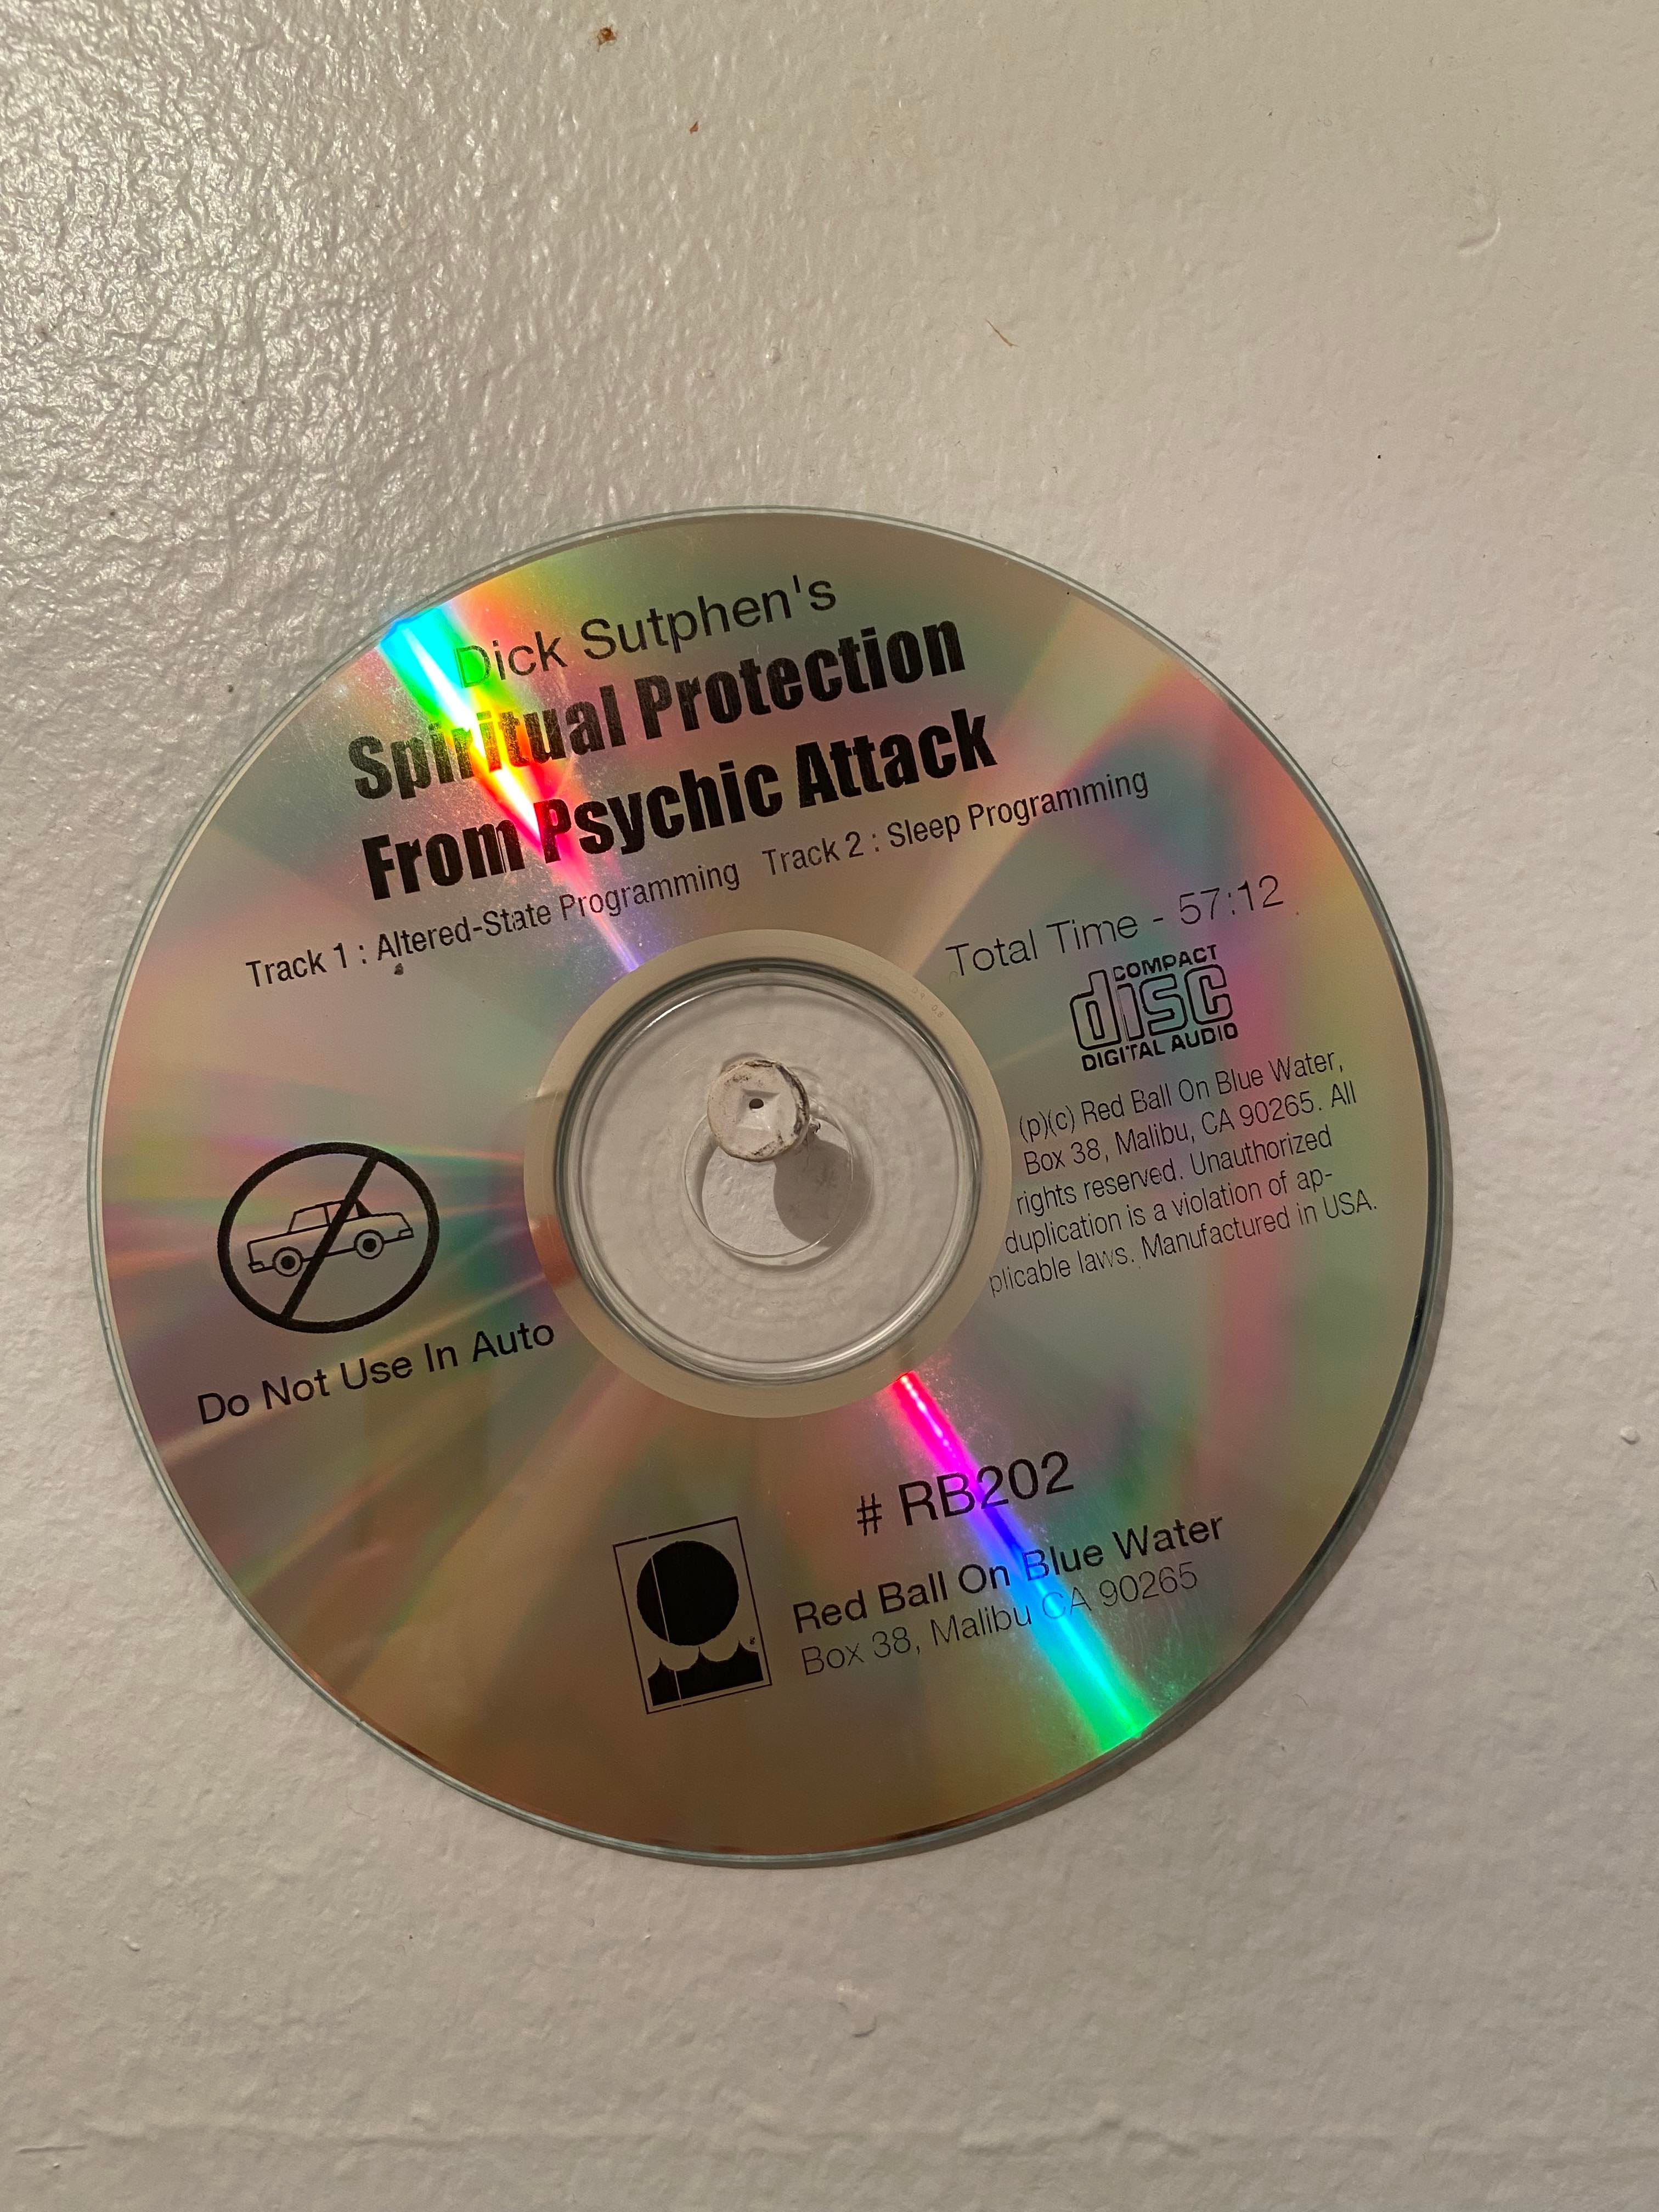 Dick Sutphen's
Spiritual Protection
From Psychic Attack
Track 1 : Altered-State Programming Track 2 : Sleep Programming
Total Time - 57:12
COMPACT
disc
DIGITAL AUDIO
(p)(c) Red Ball On Blue Water,
Box 38, Malibu, CA 90265. All
rights reserved. Unauthorized
duplication is a violation of ap-
plicable laws. Manufactured in USA.
Do Not Use In Auto
# RB202
Red Ball On Blue Water
Box 38, Malibu CA 90265